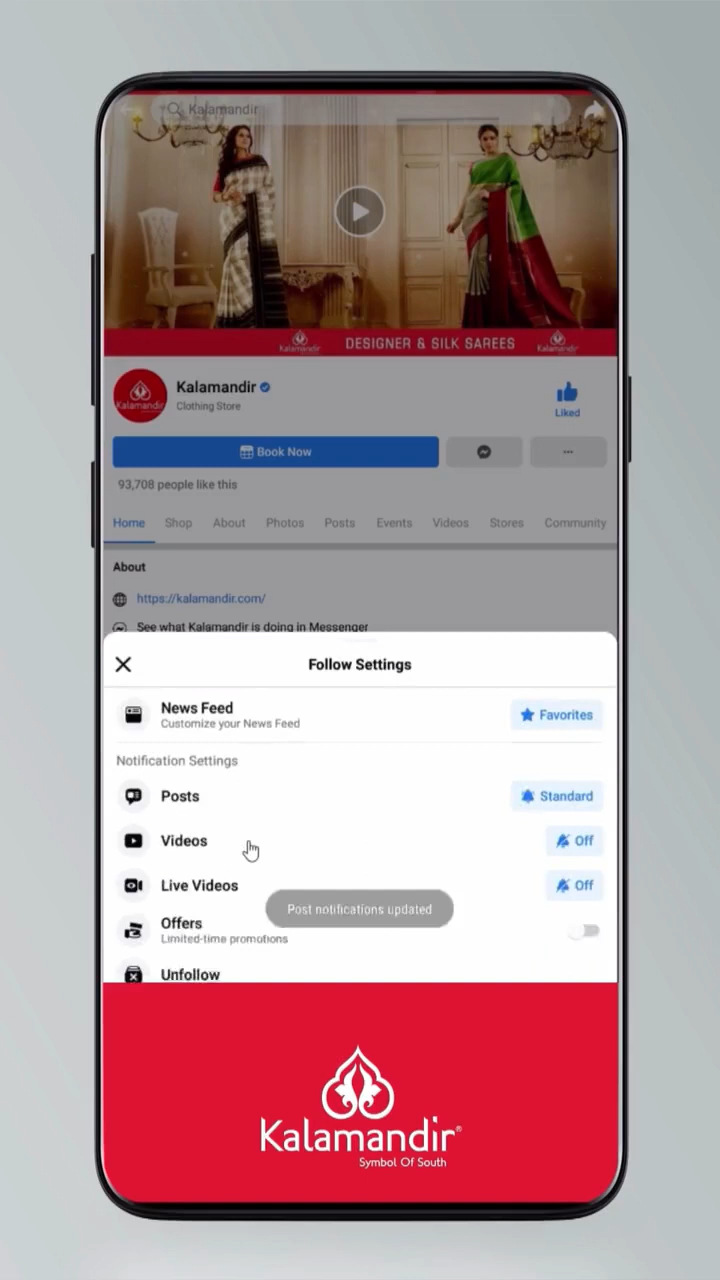 Kalamandir
Kalamandir DESIGNER & SILK SAREES Kalamandir
Kalamandir
Kalamandir
Clothing Store
Liked
Book Now
...
93,708 people like this
Home Shop About Photos Posts Events Videos Stores Community
About
https://kalamandir.com/
See what Kalamandir is doing in Messenger
Follow Settings
News Feed
Customize your News Feed
Favorites
Notification Settings
Posts
Standard
Videos
Off
Live Videos
Off
Post notifications updated
Offers
Limited-time promotions
Unfollow
Kalamandir®
Symbol Of South